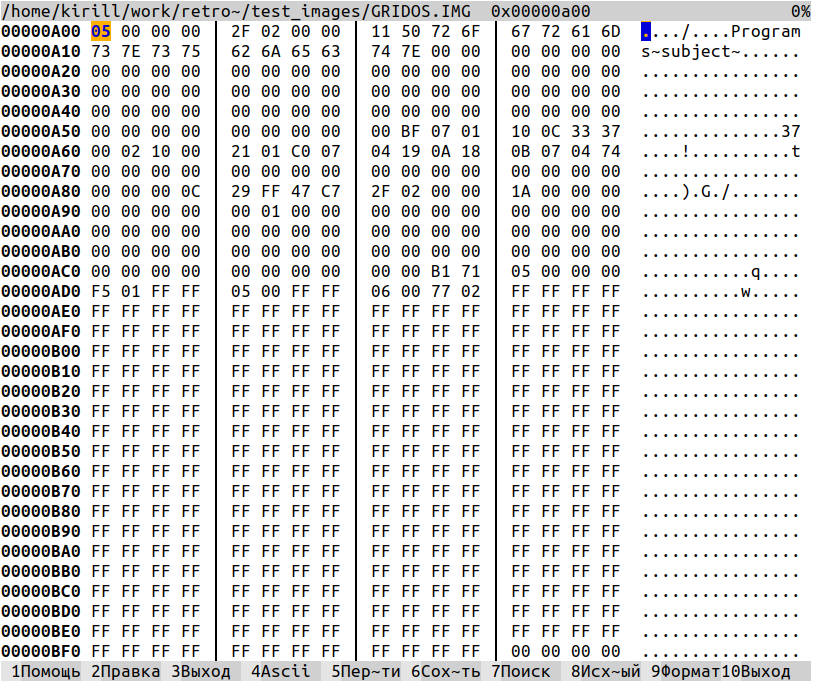 /home/kirill/work/retro~/test_images/GRIDOS.IMG 0x00000a00 0%
00000A00 05 00 00 00 2F 02 00 00 11 50 72 6F 67 72 61 6D ..../....Program
00000A10 73 7E 73 75 62 6A 65 63 74 7E 00 00 00 00 00 00 s~subject~......
00000A20 00 00 00 00 00 00 00 00 00 00 00 00 00 00 00 00 ................
00000A30 00 00 00 00 00 00 00 00 00 00 00 00 00 00 00 00 ................
00000A40 00 00 00 00 00 00 00 00 00 00 00 00 00 00 00 00 ................
00000A50 00 00 00 00 00 00 00 00 00 BF 07 01 10 0C 33 37 ..............37
00000A60 00 02 10 00 21 01 C0 07 04 19 0A 18 0B 07 04 74 ....!..........t
00000A70 00 00 00 00 00 00 00 00 00 00 00 00 00 00 00 00 ................
00000A80 00 00 00 0C 29 FF 47 C7 2F 02 00 00 1A 00 00 00 ....).G./.......
00000A90 00 00 00 00 00 01 00 00 00 00 00 00 00 00 00 00 ................
00000AA0 00 00 00 00 00 00 00 00 00 00 00 00 00 00 00 00 ................
00000AB0 00 00 00 00 00 00 00 00 00 00 00 00 00 00 00 00 ................
00000AC0 00 00 00 00 00 00 00 00 00 00 B1 71 05 00 00 00 ...........q....
00000AD0 F5 01 FF FF 05 00 FF FF 06 00 77 02 FF FF FF FF ..........w.....
00000AE0 FF FF FF FF FF FF FF FF FF FF FF FF FF FF FF FF ................
00000AF0 FF FF FF FF FF FF FF FF FF FF FF FF FF FF FF FF ................
00000B00 FF FF FF FF FF FF FF FF FF FF FF FF FF FF FF FF ................
00000B10 FF FF FF FF FF FF FF FF FF FF FF FF FF FF FF FF ................
00000B20 FF FF FF FF FF FF FF FF FF FF FF FF FF FF FF FF ................
00000B30 FF FF FF FF FF FF FF FF FF FF FF FF FF FF FF FF ................
00000B40 FF FF FF FF FF FF FF FF FF FF FF FF FF FF FF FF ................
00000B50 FF FF FF FF FF FF FF FF FF FF FF FF FF FF FF FF ................
00000B60 FF FF FF FF FF FF FF FF FF FF FF FF FF FF FF FF ................
00000B70 FF FF FF FF FF FF FF FF FF FF FF FF FF FF FF FF ................
00000B80 FF FF FF FF FF FF FF FF FF FF FF FF FF FF FF FF ................
00000B90 FF FF FF FF FF FF FF FF FF FF FF FF FF FF FF FF ................
00000BA0 FF FF FF FF FF FF FF FF FF FF FF FF FF FF FF FF ................
00000BB0 FF FF FF FF FF FF FF FF FF FF FF FF FF FF FF FF ................
00000BC0 FF FF FF FF FF FF FF FF FF FF FF FF FF FF FF FF ................
00000BD0 FF FF FF FF FF FF FF FF FF FF FF FF FF FF FF FF ................
00000BE0 FF FF FF FF FF FF FF FF FF FF FF FF FF FF FF FF ................
00000BF0 FF FF FF FF FF FF FF FF FF FF FF FF 00 00 00 00 ................
1Помощь 2Правка 3Выход 4Ascii 5Пер~ти 6Сох~ть 7Поиск 8Исх~ый 9Формат10Выход